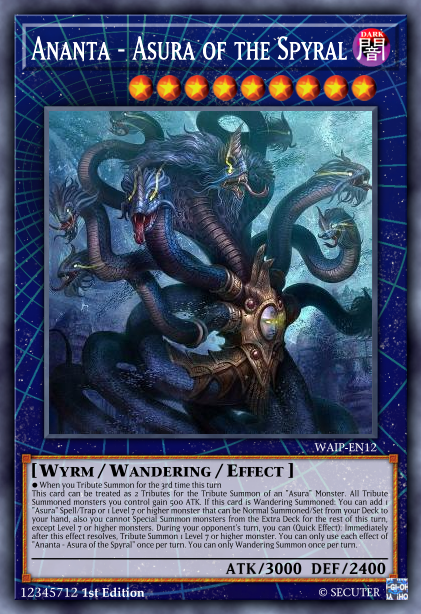 Ananta - Asura of the Spyral
DARK
闇
WAIP-EN12
[Wyrm / Wandering / Effect ]
● When you Tribute Summon for the 3rd time this turn
This card can be treated as 2 Tributes for the Tribute Summon of an "Asura" Monster. All Tribute
Summoned monsters you control gain 500 ATK. If this card is Wandering Summoned: You can add 1
"Asura" Spell/Trap or 1 Level 7 or higher monster that can be Normal Summoned/Set from your Deck to
your hand, also you cannot Special Summon monsters from the Extra Deck for the rest of this turn,
except Level 7 or higher monsters. During your opponent's turn, you can (Quick Effect): Immediately
after this effect resolves, Tribute Summon 1 Level 7 or higher monster. You can only use each effect of
"Ananta - Asura of the Spyral" once per turn. You can only Wandering Summon once per turn.
ATK/3000 DEF/2400
12345712 1st Edition
© SECUTER